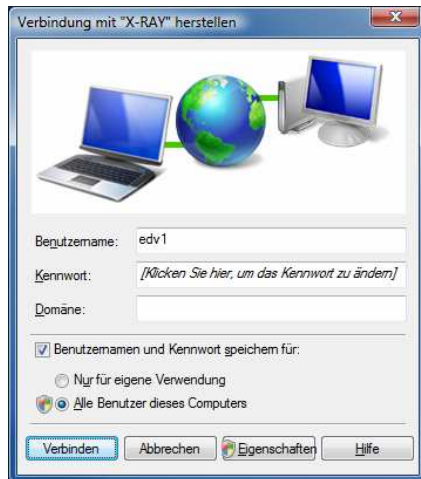 Verbindung mit "X-RAY" herstellen
Benutzername: edv1
Kennwort: [Klicken Sie hier, um das Kennwort zu ändern]
Domäne:
Benutzernamen und Kennwort speichern für:
Nur für eigene Verwendung
Alle Benutzer dieses Computers
Verbinden Abbrechen Eigenschaften Hilfe